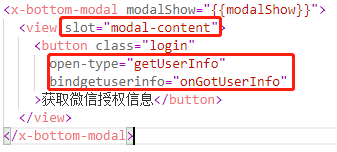 <x-bottom-modal modalShow="{{modalShow}}">
<view slot="modal-content">
<button class="login"
open-type="getUserInfo"
bindgetuserinfo="onGotUserInfo"
>获取微信授权信息</button>
</view>
</x-bottom-modal>